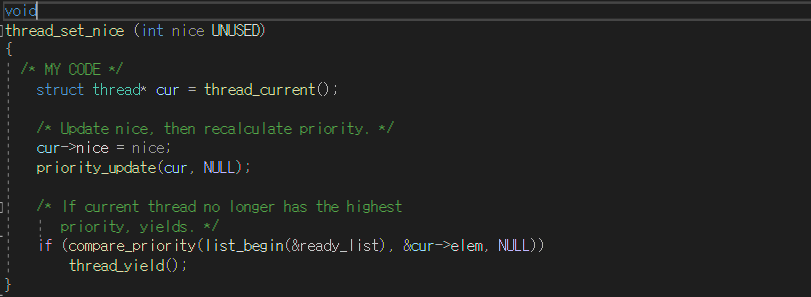 void
thread_set_nice (int nice UNUSED)
{
/* MY CODE */
struct thread* cur = thread_current();
/* Update nice, then recalculate priority. */
cur->nice = nice;
priority_update(cur, NULL);
/* If current thread no longer has the highest
priority, yields. */
if (compare_priority(list_begin(&ready_list), &cur->elem, NULL))
thread_yield();
}